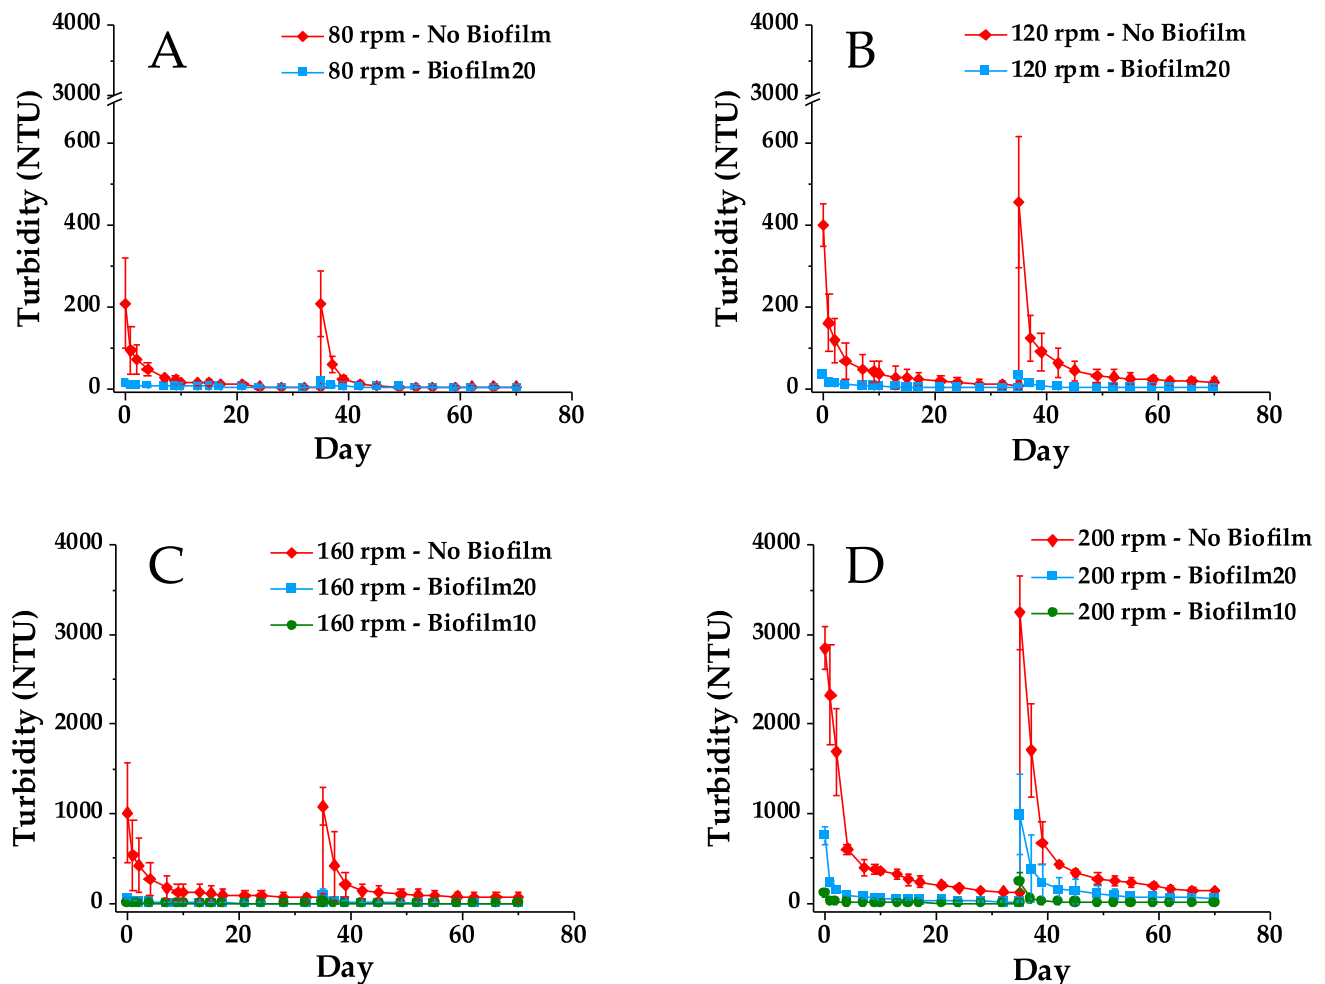 A
80 rpm - No Biofilm
80 rpm - Biofilm20
4000
3000
600
400
200
0
Turbidity (NTU)
0 20 40 60 80
Day
B
120 rpm - No Biofilm
120 rpm - Biofilm20
4000
3000
600
400
200
0
Turbidity (NTU)
0 20 40 60 80
Day
C
160 rpm - No Biofilm
160 rpm - Biofilm20
160 rpm - Biofilm10
4000
3000
2000
1000
0
Turbidity (NTU)
0 20 40 60 80
Day
D
200 rpm - No Biofilm
200 rpm - Biofilm20
200 rpm - Biofilm10
4000
3000
2000
1000
0
Turbidity (NTU)
0 20 40 60 80
Day